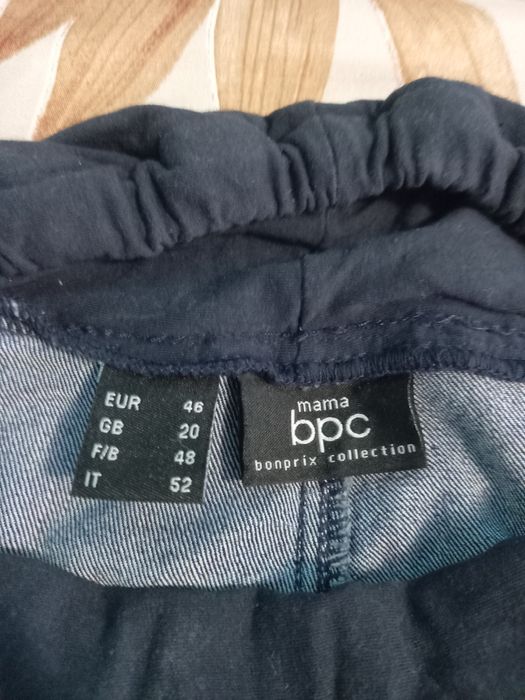 EUR 46
GB 20
F/B 48
IT 52
mama
bpc
bonprix collection